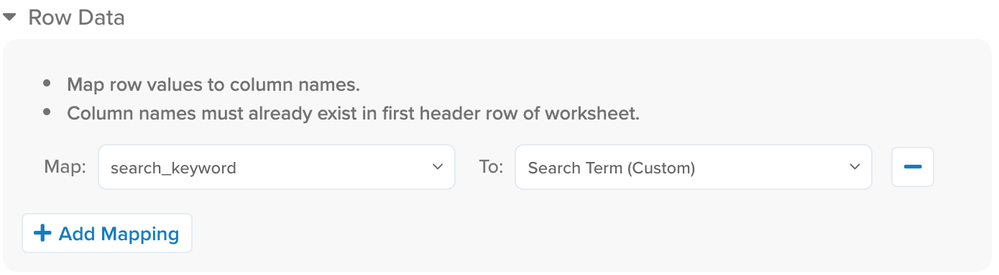 Row Data
Map row values to column names.
Column names must already exist in first header row of worksheet.
Map: search_keyword To: Search Term (Custom)
Add Mapping